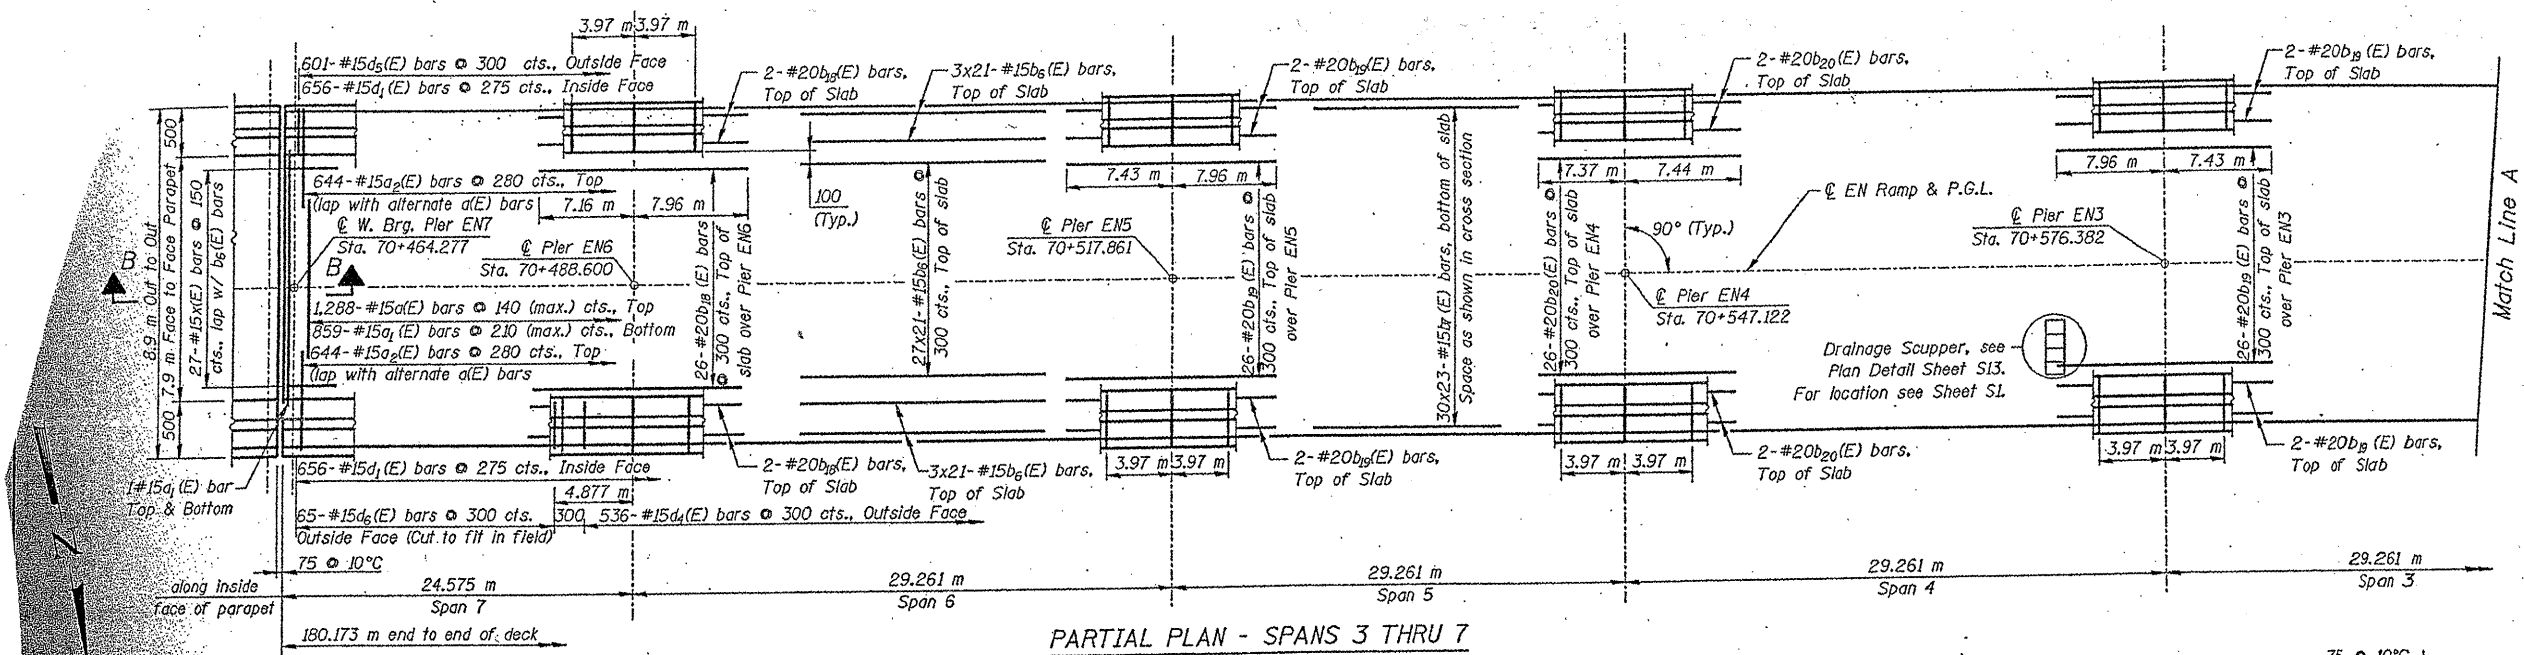 3.97 m 3.97 m
601-#15d5(E) bars @ 300 cts., Outside Face
656-#15d1(E) bars @ 275 cts., Inside Face
2-#20b18(E) bars,
Top of Slab
3x21-#15b6(E) bars,
Top of Slab
2-#20b19(E) bars,
Top of Slab
2-#20b20(E) bars,
Top of Slab
2-#20b19 (E) bars,
Top of Slab
8.9 m Out to Out
500 7.9 m Face to Face Parapet 500
27-#15x(E) bars @ 150
cts., lap w/ b6(E) bars
644-#15a2(E) bars @ 280 cts., Top
(lap with alternate a(E) bars
7.16 m 7.96 m
℄ W. Brg. Pier EN7
Sta. 70+464.277
℄ Pier EN6
Sta. 70+488.600
B B
1,288-#15a(E) bars @ 140 (max.) cts., Top
859-#15a1(E) bars @ 210 (max.) cts., Bottom
644-#15a2(E) bars @ 280 cts., Top
(lap with alternate a(E) bars
26-#20b18 (E) bars
@ 300 cts., Top of
slab over Pier EN6
100
(Typ.)
27x21-#15b6(E) bars @
300 cts., Top of slab
7.43 m 7.96 m
℄ Pier EN5
Sta. 70+517.861
26-#20b19 (E) bars @
300 cts., Top of slab
over Pier EN5
30x23-#15b7(E) bars, bottom of slab
Space as shown in cross section
7.37 m 7.44 m
26-#20b20(E) bars @
300 cts., Top of slab
over Pier EN4
90° (Typ.)
℄ EN Ramp & P.G.L.
℄ Pier EN4
Sta. 70+547.122
7.96 m 7.43 m
℄ Pier EN3
Sta. 70+576.382
26-#20b19 (E) bars @
300 cts., Top of slab
over Pier EN3
Match Line A
Drainage Scupper, see
Plan Detail Sheet S13.
For location see Sheet S1.
1#15a1(E) bar
Top & Bottom
656-#15d1(E) bars @ 275 cts., Inside Face
4.877 m
65-#15d6(E) bars @ 300 cts.
Outside Face (Cut to fit in field)
300 536-#15d4(E) bars @ 300 cts., Outside Face
2-#20b18(E) bars,
Top of Slab
3x21-#15b6(E) bars,
Top of Slab
3.97 m 3.97 m
2-#20b19(E) bars,
Top of Slab
3.97 m 3.97 m
2-#20b20(E) bars.
Top of Slab
3.97 m 3.97 m
2-#20b19 (E) bars,
Top of Slab
75 @ 10°C
along inside
face of parapet
24.575 m
Span 7
29.261 m
Span 6
29.261 m
Span 5
29.261 m
Span 4
29.261 m
Span 3
180.173 m end to end of deck
PARTIAL PLAN - SPANS 3 THRU 7
N